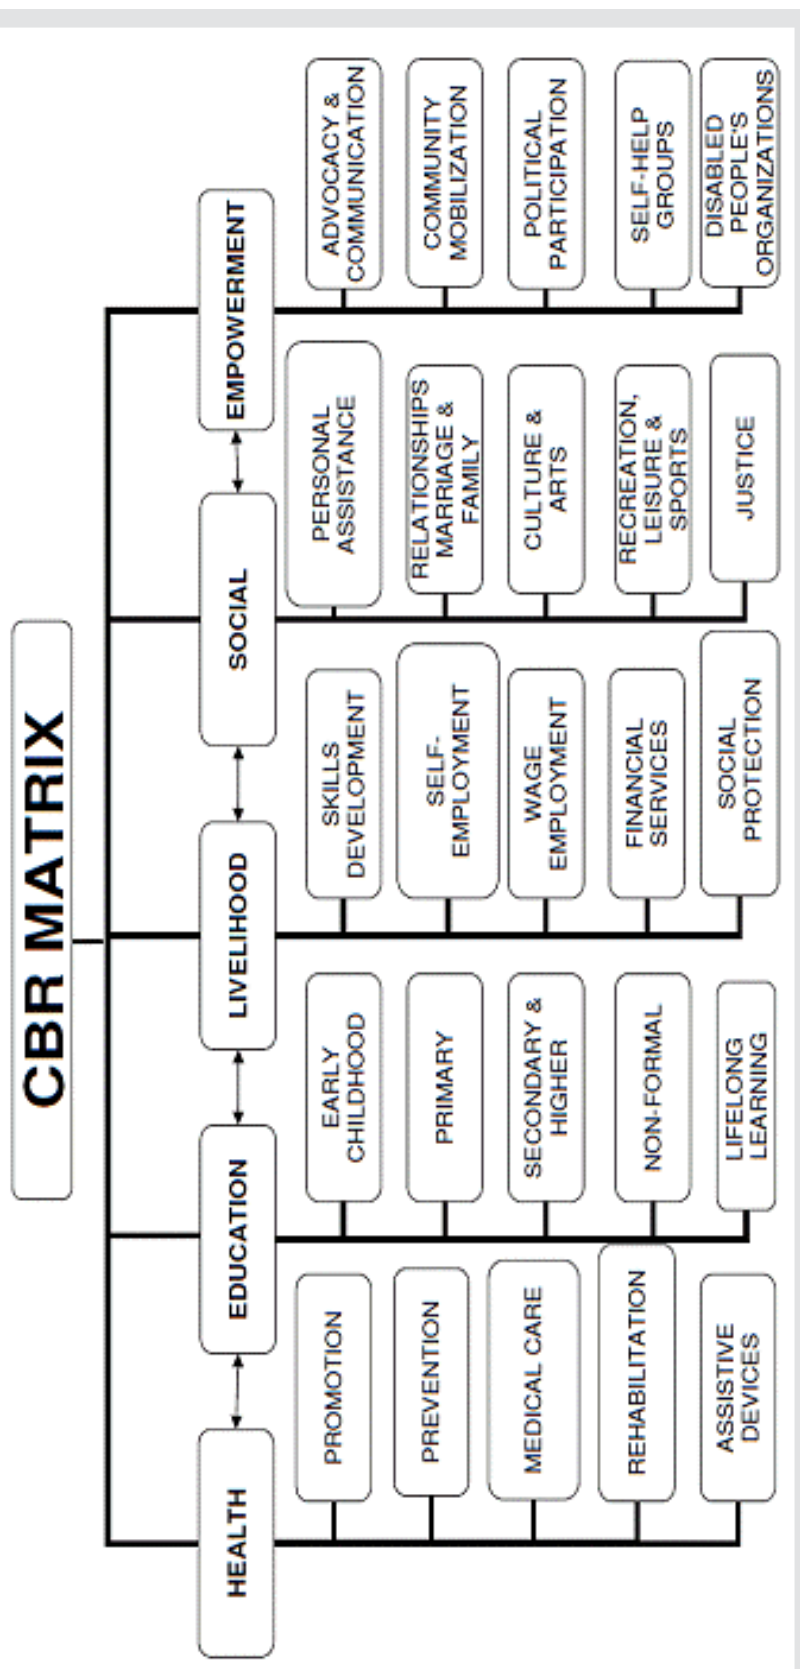 CBR MATRIX
HEALTH
EDUCATION
LIVELIHOOD
SOCIAL
EMPOWERMENT
PROMOTION
PREVENTION
MEDICAL CARE
REHABILITATION
ASSISTIVE
DEVICES
EARLY
CHILDHOOD
PRIMARY
SECONDARY &
HIGHER
NON-FORMAL
LIFELONG
LEARNING
SKILLS
DEVELOPMENT
SELF-
EMPLOYMENT
WAGE
EMPLOYMENT
FINANCIAL
SERVICES
SOCIAL
PROTECTION
PERSONAL
ASSISTANCE
RELATIONSHIPS
MARRIAGE &
FAMILY
CULTURE &
ARTS
RECREATION,
LEISURE &
SPORTS
JUSTICE
ADVOCACY &
COMMUNICATION
COMMUNITY
MOBILIZATION
POLITICAL
PARTICIPATION
SELF-HELP
GROUPS
DISABLED
PEOPLE'S
ORGANIZATIONS